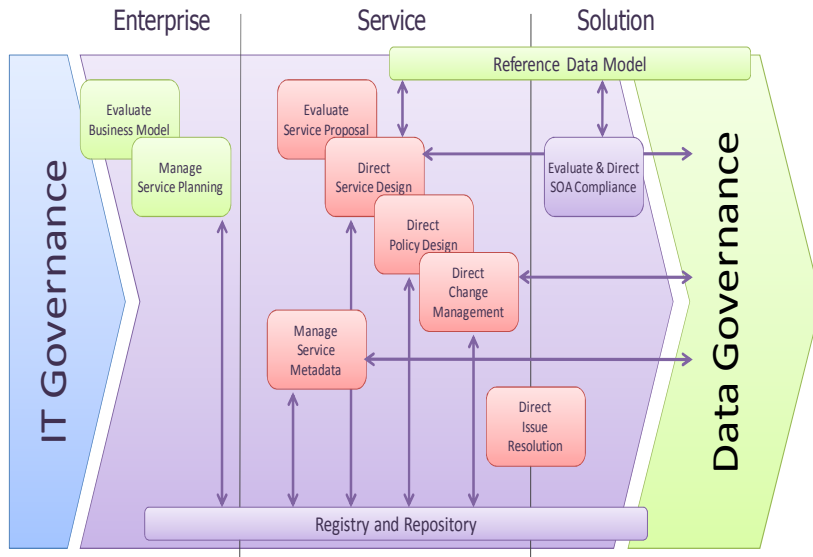 Enterprise
Service
Solution
Reference Data Model
Evaluate
Business Model
Manage
Service Planning
Evaluate
Service Proposal
Direct
Service Design
Evaluate & Direct
SOA Compliance
Direct
Policy Design
Direct
Change
Management
Manage
Service
Metadata
Direct
Issue
Resolution
Registry and Repository
IT Governance
Data Governance